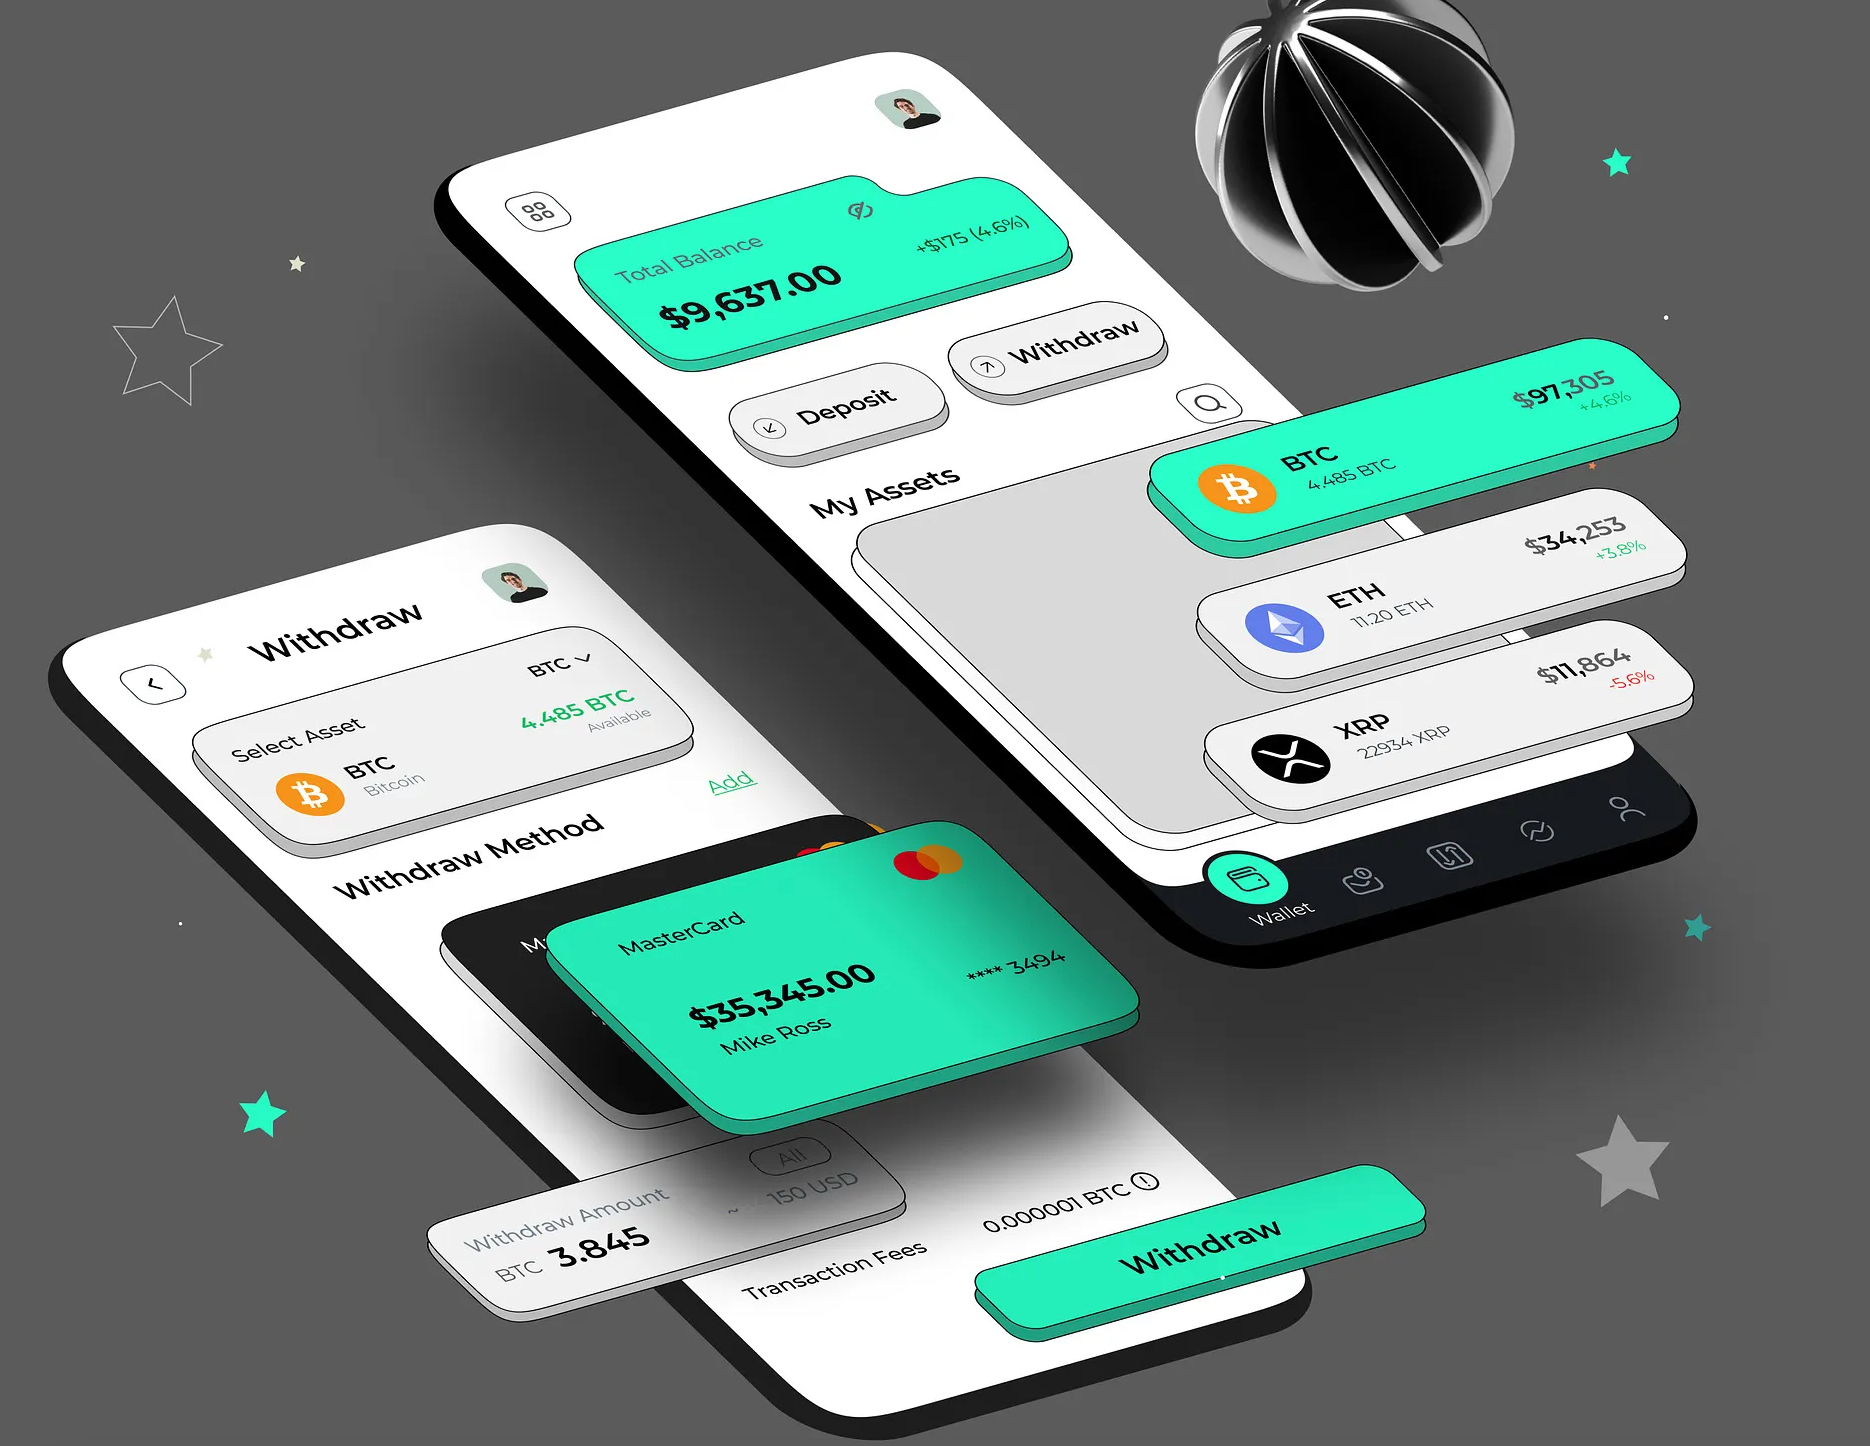 Total Balance
+$175 (4.6%)
$9,637.00
Deposit
Withdraw
My Assets
BTC
4.485 BTC
$97,305
+4.6%
ETH
11.20 ETH
$34,253
+3.8%
XRP
22934 XRP
$11,864
-5.6%
Wallet
Withdraw
Select Asset
BTC
BTC
Bitcoin
4.485 BTC
Available
Withdraw Method
Add
MasterCard
$35,345.00
Mike Ross
**** 3494
Withdraw Amount
All
BTC 3.845
~ 150 USD
Transaction Fees
0.000001 BTC
Withdraw